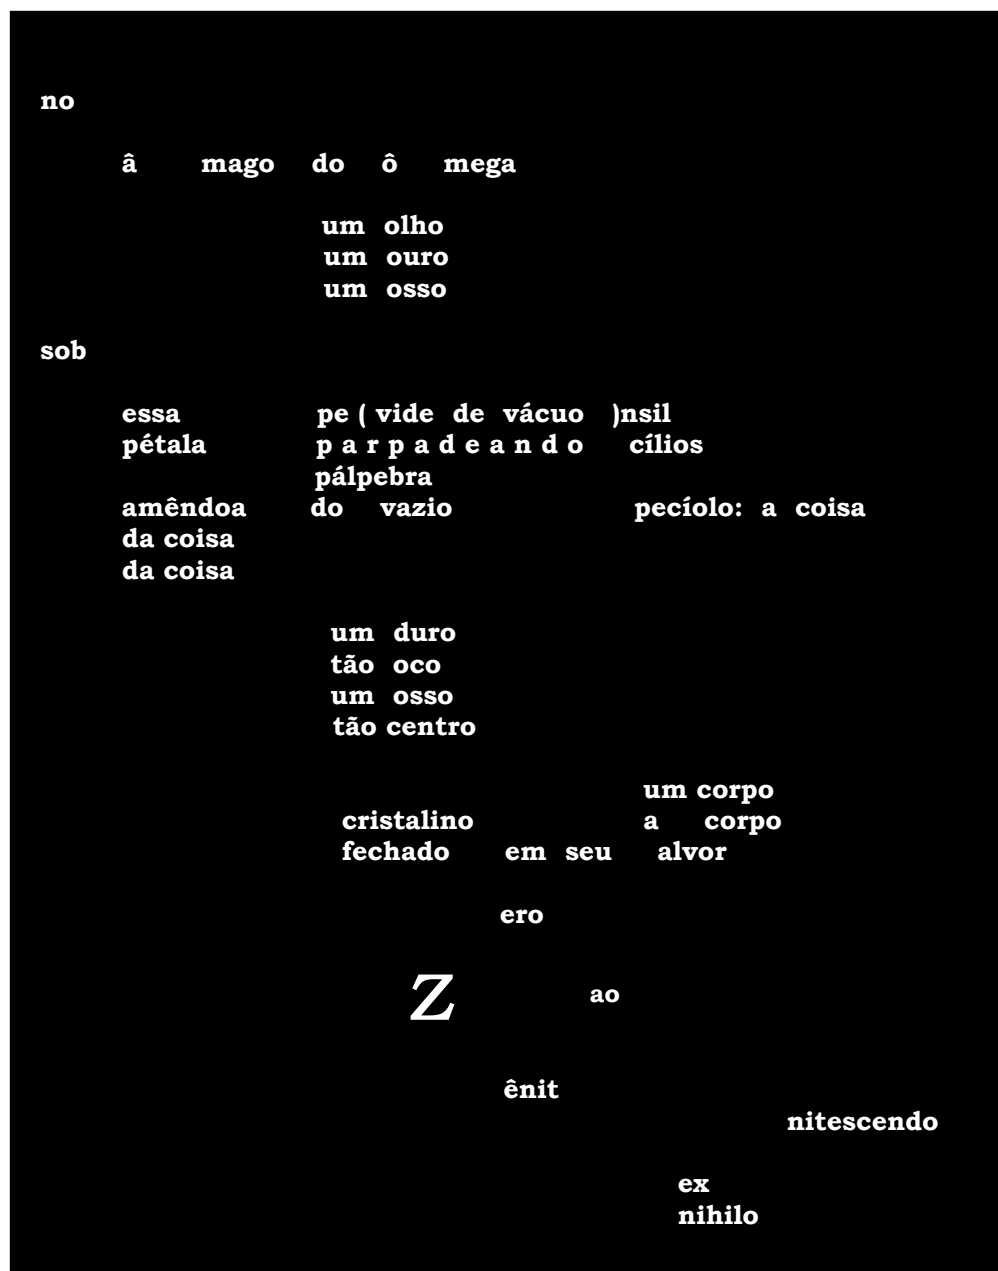 no
â mago do ô mega
um olho
um ouro
um osso
sob
essa pe ( vide de vácuo )nsil
pétala p a r p a d e a n d o cílios
pálpebra
amêndoa do vazio pecíolo: a coisa
da coisa
da coisa
um duro
tão oco
um osso
tão centro
um corpo
cristalino a corpo
fechado em seu alvor
ero
Z ao
ênit
nitescendo
ex
nihilo